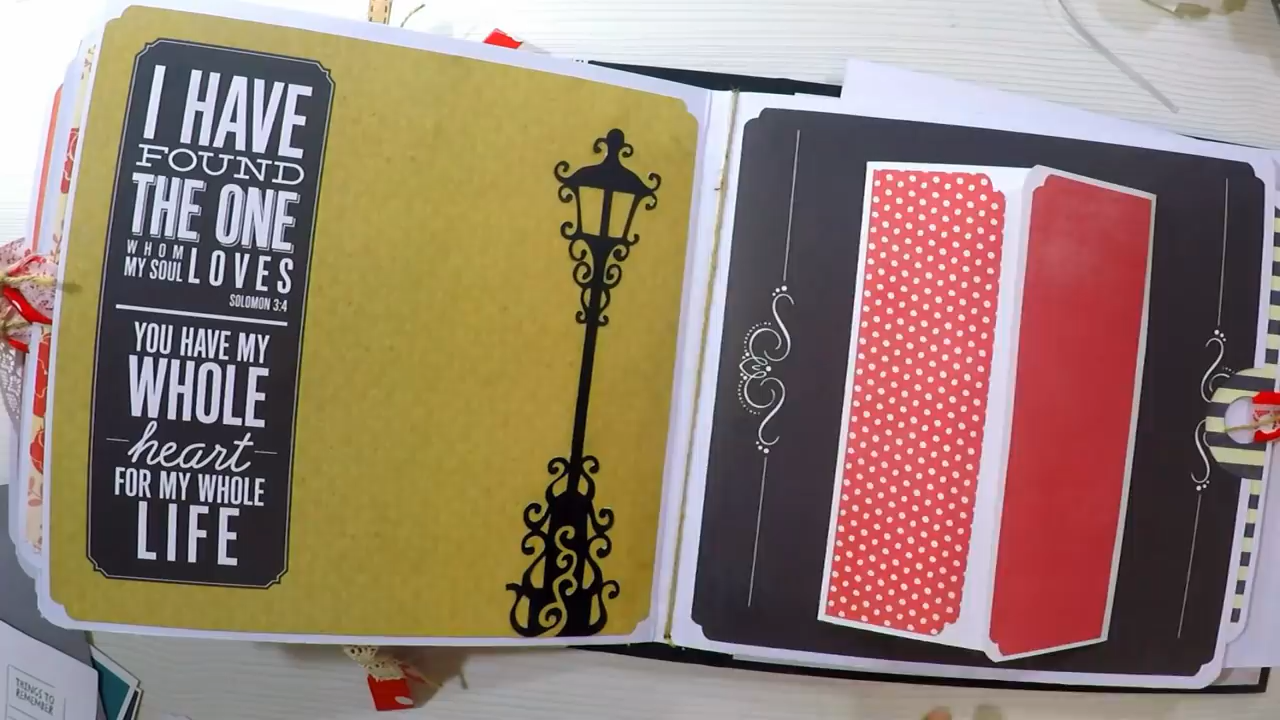 I HAVE
FOUND
THE ONE
WHOM
MY SOUL LOVES
SOLOMON 3:4
YOU HAVE MY
WHOLE
heart
FOR MY WHOLE
LIFE
THINGS TO
REMEMBER